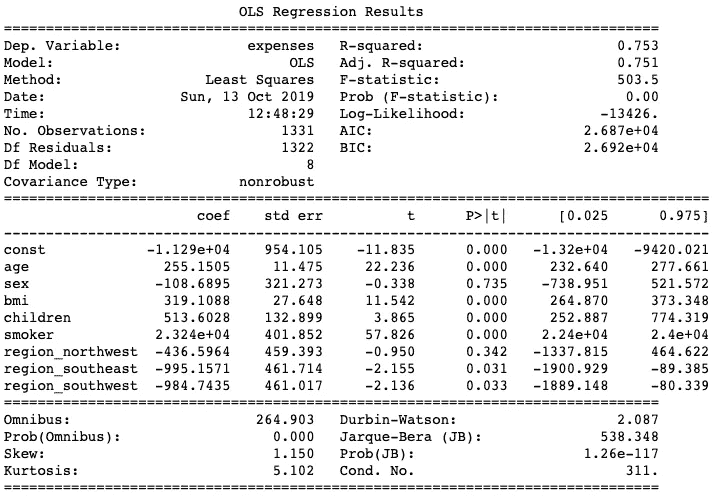 OLS Regression Results
==============================================================================
Dep. Variable: expenses R-squared: 0.753
Model: OLS Adj. R-squared: 0.751
Method: Least Squares F-statistic: 503.5
Date: Sun, 13 Oct 2019 Prob (F-statistic): 0.00
Time: 12:48:29 Log-Likelihood: -13426.
No. Observations: 1331 AIC: 2.687e+04
Df Residuals: 1322 BIC: 2.692e+04
Df Model: 8
Covariance Type: nonrobust
====================================================================================
coef std err t P>|t| [0.025 0.975]
------------------------------------------------------------------------------------
const -1.129e+04 954.105 -11.835 0.000 -1.32e+04 -9420.021
age 255.1505 11.475 22.236 0.000 232.640 277.661
sex -108.6895 321.273 -0.338 0.735 -738.951 521.572
bmi 319.1088 27.648 11.542 0.000 264.870 373.348
children 513.6028 132.899 3.865 0.000 252.887 774.319
smoker 2.324e+04 401.852 57.826 0.000 2.24e+04 2.4e+04
region_northwest -436.5964 459.393 -0.950 0.342 -1337.815 464.622
region_southeast -995.1571 461.714 -2.155 0.031 -1900.929 -89.385
region_southwest -984.7435 461.017 -2.136 0.033 -1889.148 -80.339
==============================================================================
Omnibus: 264.903 Durbin-Watson: 2.087
Prob(Omnibus): 0.000 Jarque-Bera (JB): 538.348
Skew: 1.150 Prob(JB): 1.26e-117
Kurtosis: 5.102 Cond. No. 311.
==============================================================================